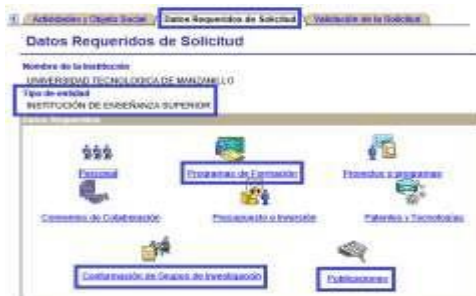 Actividades y Objeto Social
Datos Requeridos de Solicitud
Validación de la Solicitud
Datos Requeridos de Solicitud
Nombre de la Institución
UNIVERSIDAD TECNOLOGICA DE MANZANILLO
Tipo de entidad
INSTITUCIÓN DE ENSEÑANZA SUPERIOR
Datos Requeridos
Personal
Programas de Formación
Proyectos y programas
Convenios de Colaboración
Presupuesto e Inversión
Patentes y Tecnologías
Conformación de Grupos de Investigación
Publicaciones